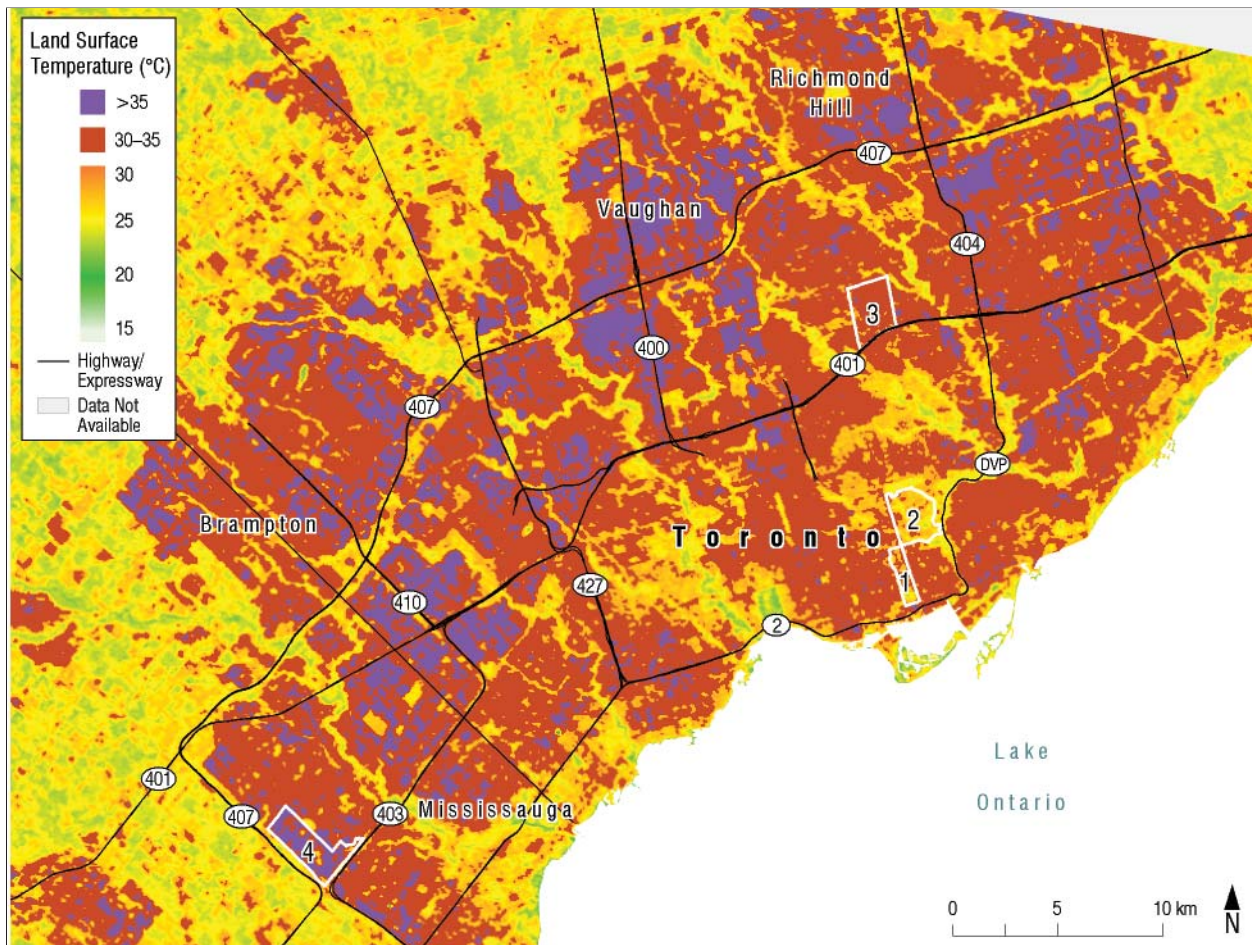 Land Surface
Temperature (°C)
>35
30–35
30
25
20
15
Highway/
Expressway
Data Not
Available
Richmond
Hill
407
Vaughan
404
3
400
401
407
DVP
Brampton
Toronto
2
1
427
410
2
Lake
Ontario
401
407
403
Mississauga
4
0 5 10 km
N